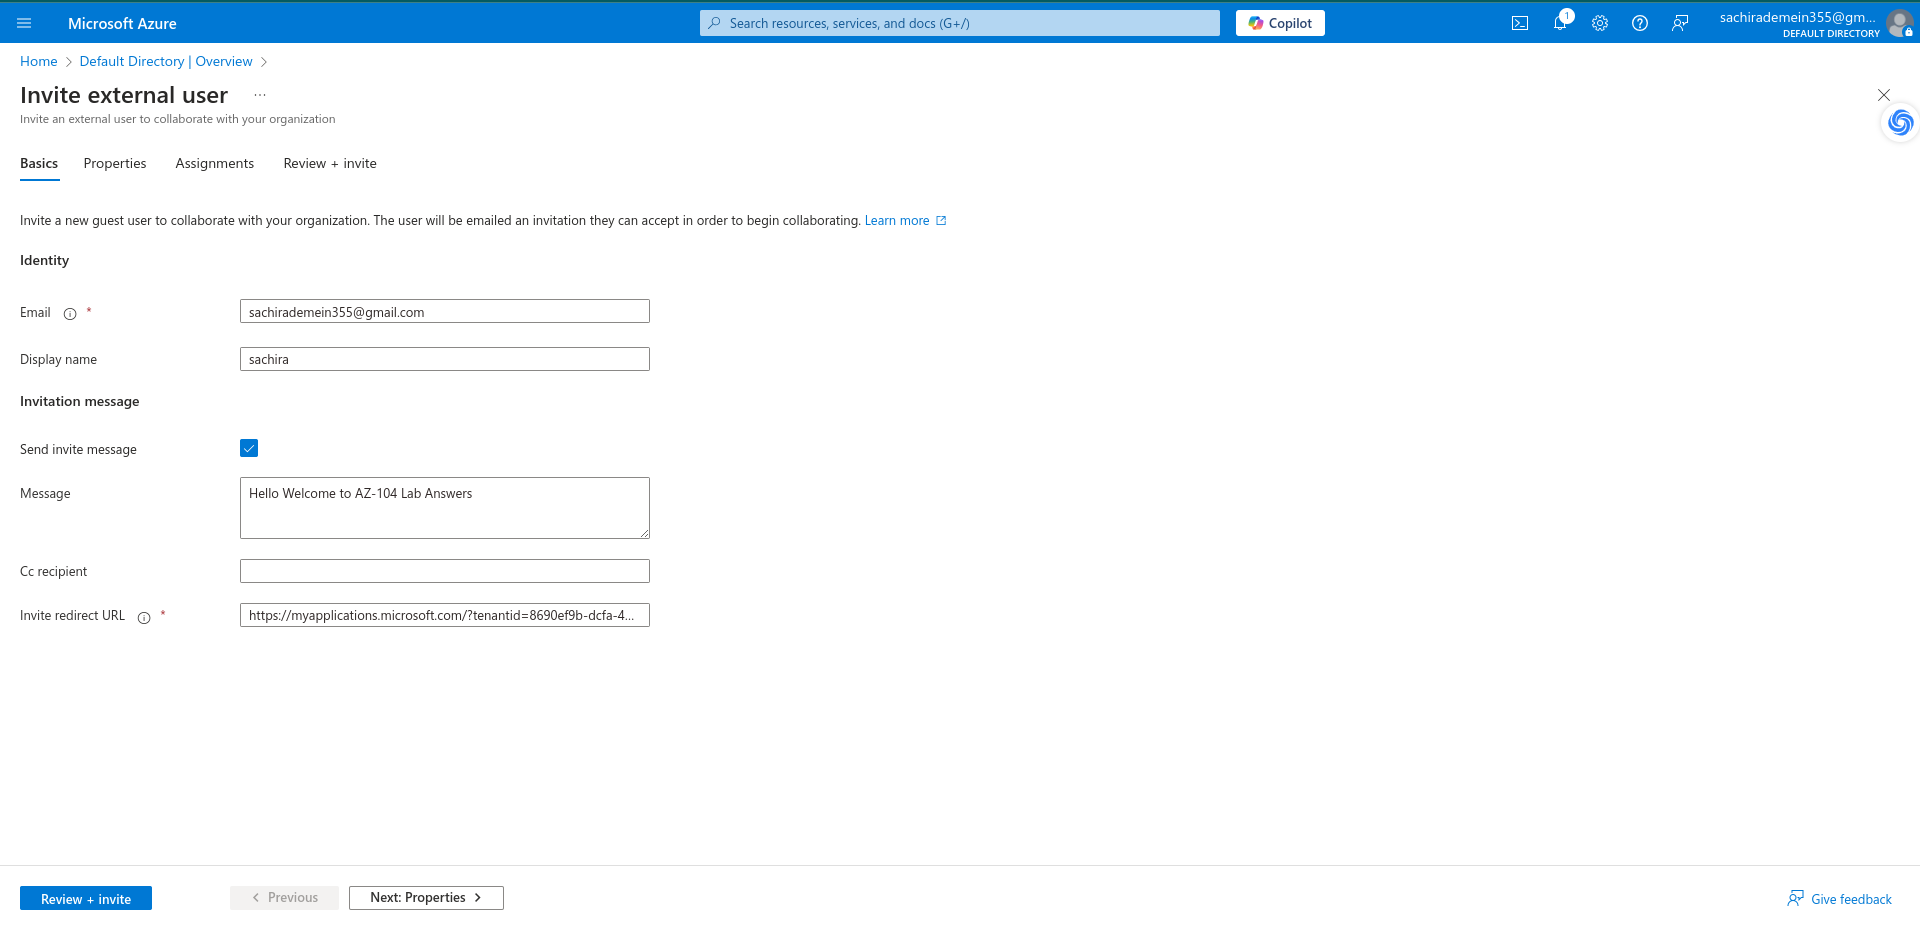 Microsoft Azure
Search resources, services, and docs (G+/)
Copilot
1
sachirademein355@gm...
DEFAULT DIRECTORY
Home > Default Directory | Overview >
Invite external user ...
Invite an external user to collaborate with your organization
Basics Properties Assignments Review + invite
Invite a new guest user to collaborate with your organization. The user will be emailed an invitation they can accept in order to begin collaborating. Learn more
Identity
Email * sachirademein355@gmail.com
Display name sachira
Invitation message
Send invite message
Message Hello Welcome to AZ-104 Lab Answers
Cc recipient
Invite redirect URL * https://myapplications.microsoft.com/?tenantid=8690ef9b-dcfa-4...
Review + invite < Previous Next: Properties > Give feedback